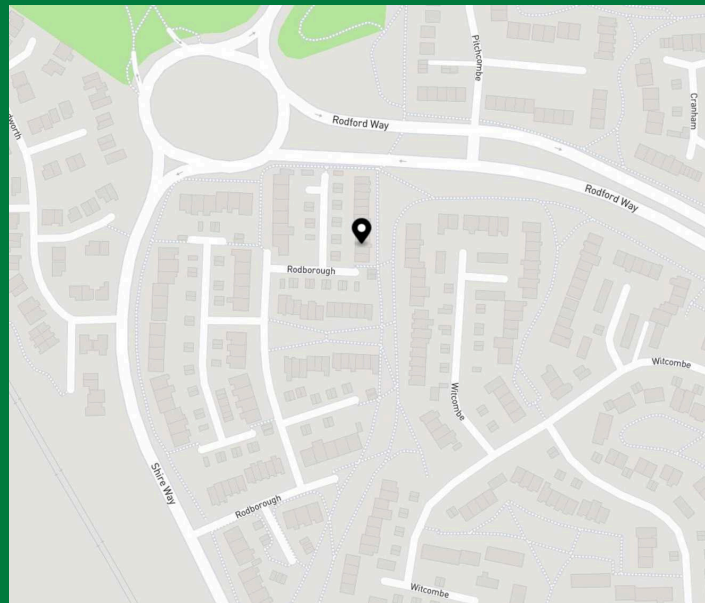 Pitchcombe
Cranham
Rodford Way
Rodford Way
Rodborough
Witcombe
Witcombe
Shire Way
Rodborough
Witcombe